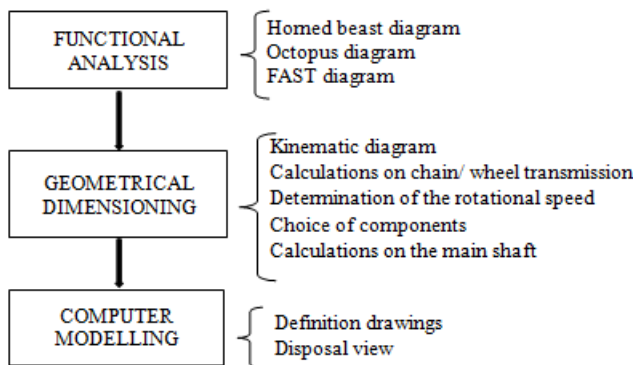 FUNCTIONAL
ANALYSIS
Horned beast diagram
Octopus diagram
FAST diagram
GEOMETRICAL
DIMENSIONING
Kinematic diagram
Calculations on chain/ wheel transmission
Determination of the rotational speed
Choice of components
Calculations on the main shaft
COMPUTER
MODELLING
Definition drawings
Disposal view